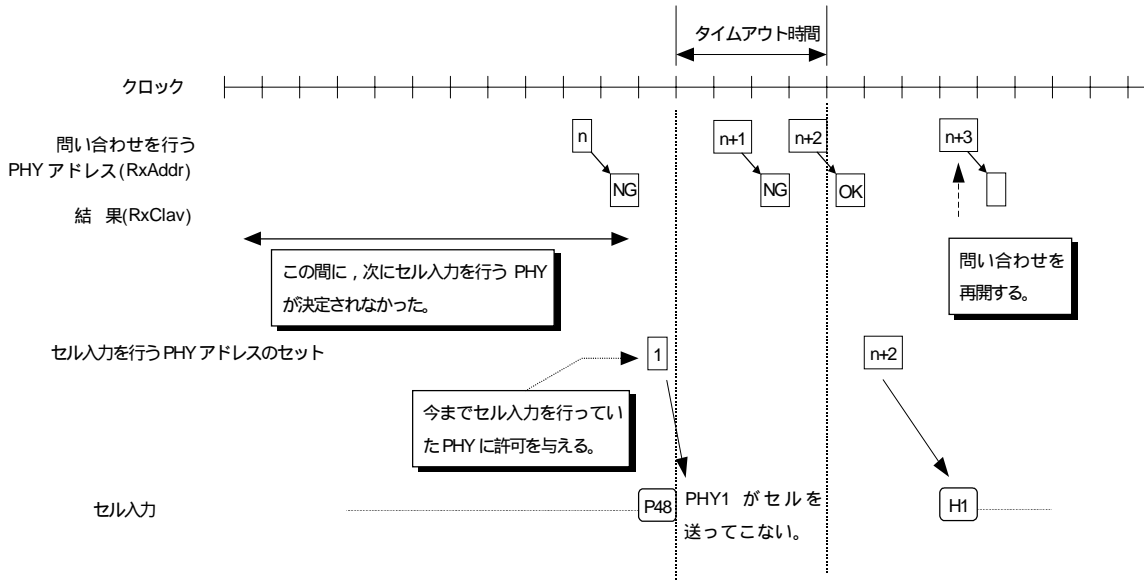 タイムアウト時間
クロック
問い合わせを行う
PHY アドレス(RxAddr)
n
n+1
n+2
n+3
NG
NG
OK
結 果(RxClav)
この間に，次にセル入力を行う PHY
が決定されなかった。
問い合わせを
再開する。
セル入力を行う PHY アドレスのセット
1
n+2
今までセル入力を行ってい
た PHY に許可を与える。
セル入力
P48
PHY1 がセルを
送ってこない。
H1